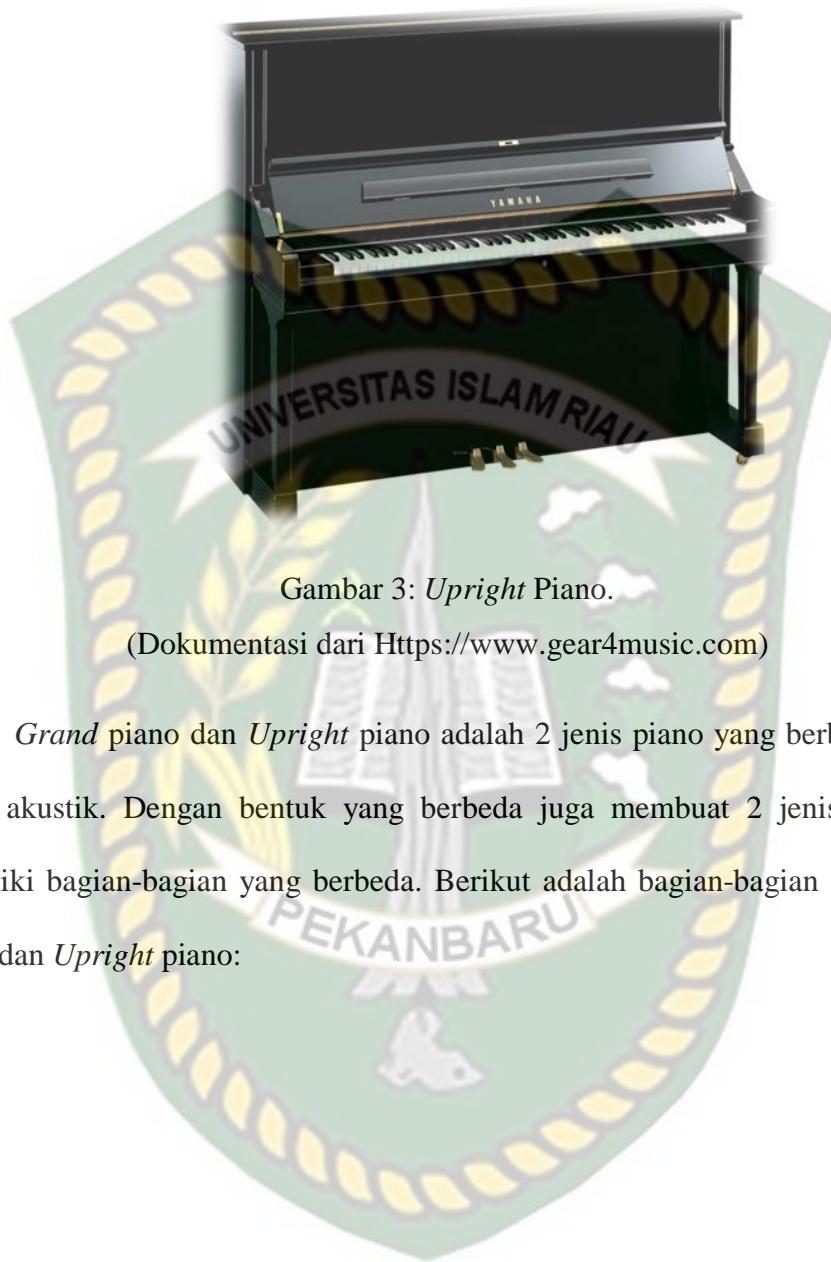 YAMAHA
UNIVERSITAS ISLAM RIAU
Gambar 3: Upright Piano.
(Dokumentasi dari Https://www.gear4music.com)
Grand piano dan Upright piano adalah 2 jenis piano yang
akustik. Dengan bentuk yang berbeda juga membuat 2 jenis
bagian-bagian yang berbeda. Berikut adalah bagian-bagian
dan Upright piano:
PEKANBARU